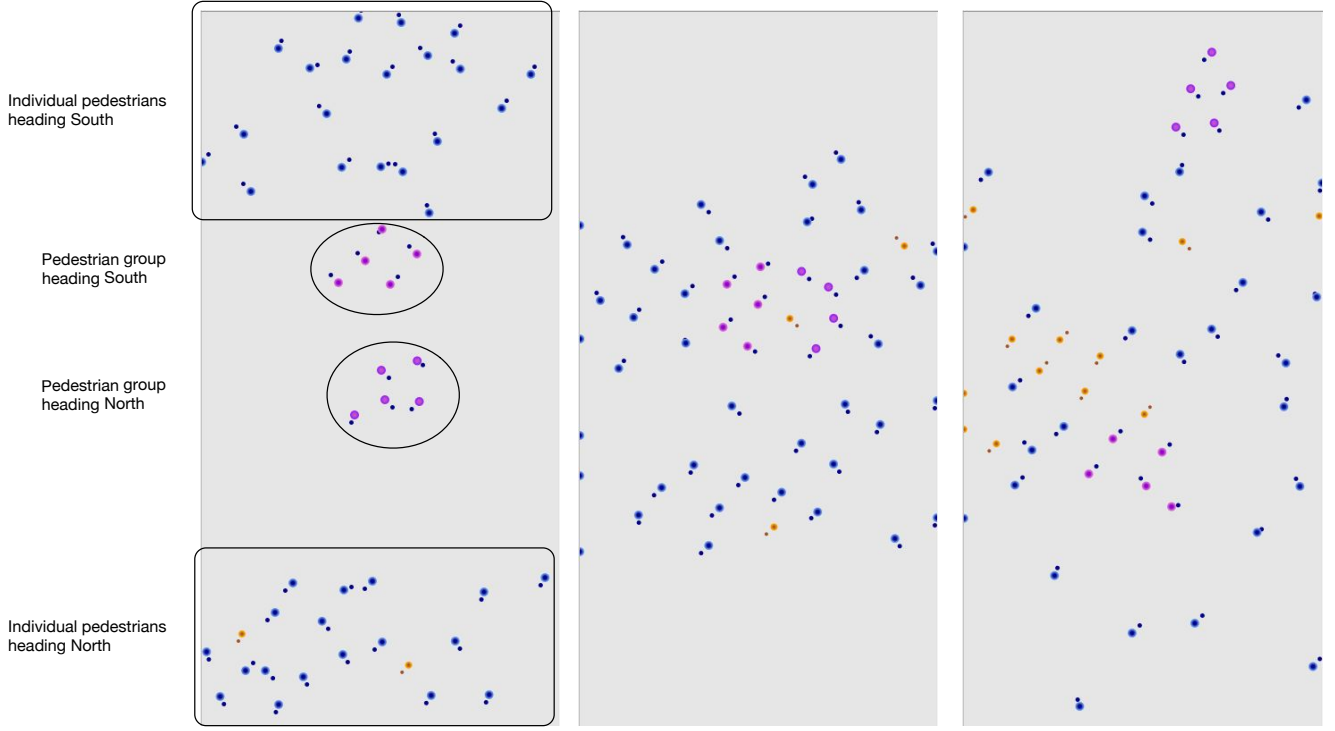 Individual pedestrians
heading South
Pedestrian group
heading South
Pedestrian group
heading North
Individual pedestrians
heading North